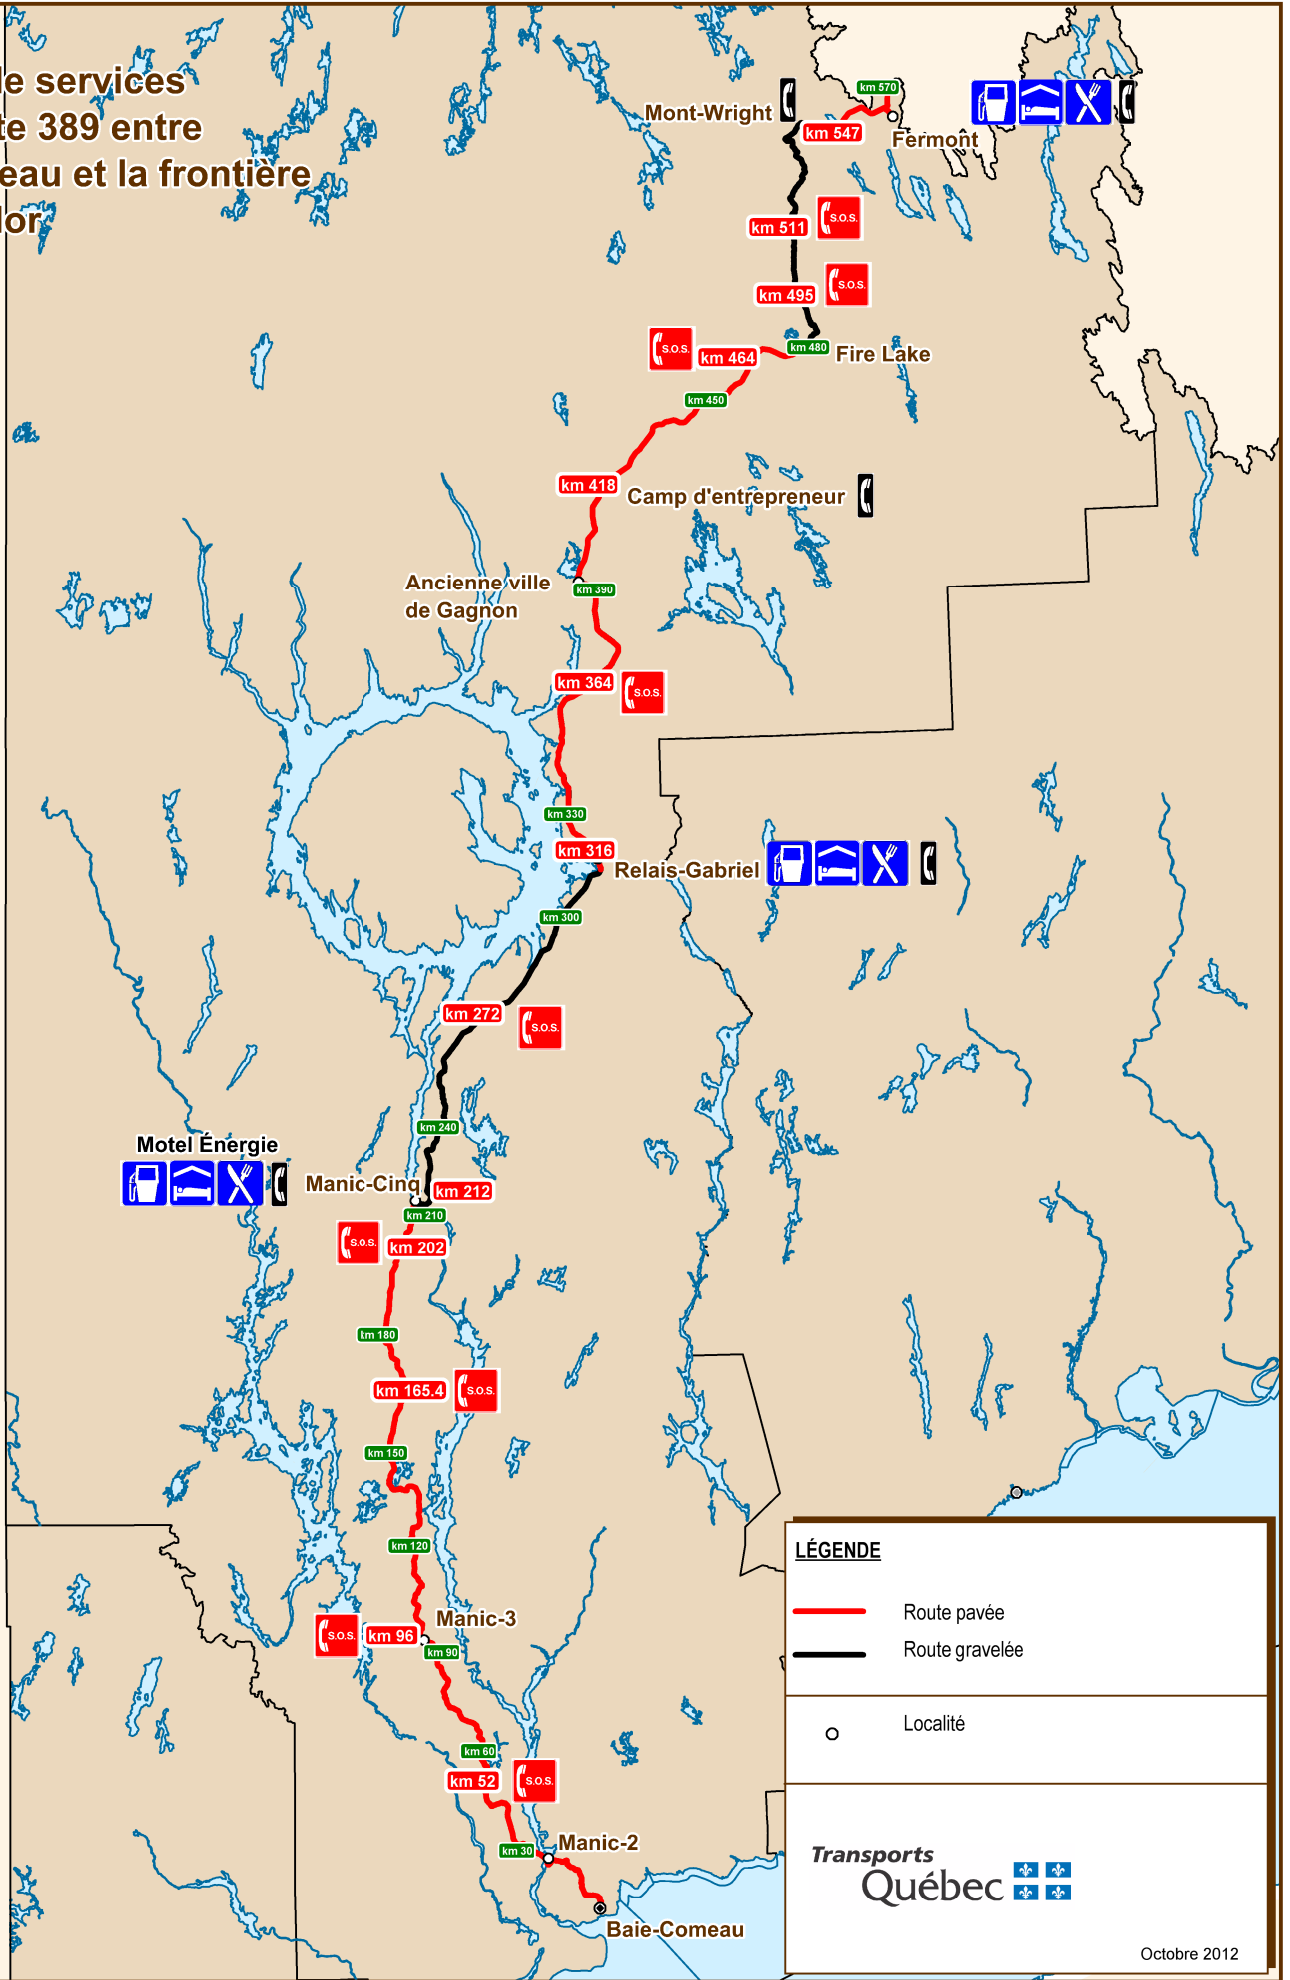 de services
te 389 entre
eau et la frontière
dor
km 570
Mont-Wright
km 547
Fermont
km 511
S.O.S.
km 495
S.O.S.
S.O.S.
km 464
km 480
Fire Lake
km 450
km 418
Camp d'entrepreneur
Ancienne ville
de Gagnon
km 390
km 364
S.O.S.
km 330
km 316
Relais-Gabriel
km 300
km 272
S.O.S.
km 240
Motel Énergie
Manic-Cinq
km 212
km 210
S.O.S.
km 202
km 180
km 165.4
S.O.S.
km 150
km 120
Manic-3
S.O.S.
km 96
km 90
km 60
km 52
S.O.S.
km 30
Manic-2
Baie-Comeau
LÉGENDE
Route pavée
Route gravelée
Localité
Transports
Québec
Octobre 2012